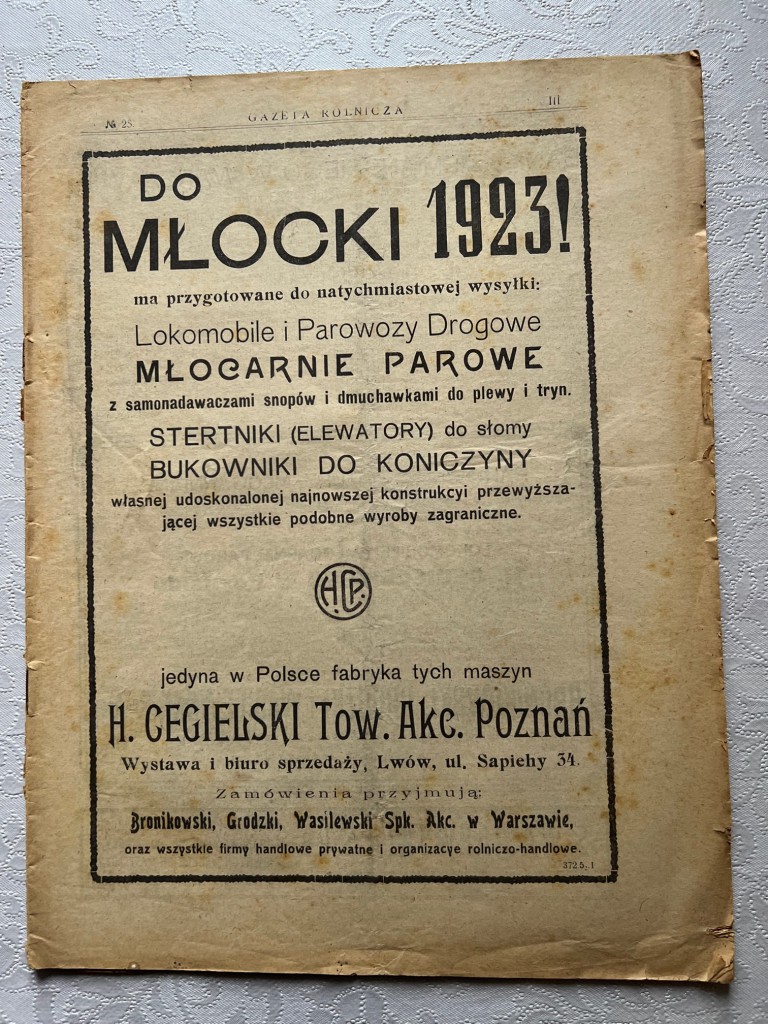 № 25.
GAZETA ROLNICZA
III
DO
MŁOCKI 1923!
ma przygotowane do natychmiastowej wysyłki:
Lokomobile i Parowozy Drogowe
MŁOCARNIE PAROWE
z samonadawaczami snopów i dmuchawkami do plewy i tryn.
STERTNIKI (ELEWATORY) do słomy
BUKOWNIKI DO KONICZYNY
własnej udoskonalonej najnowszej konstrukcyi przewyższa-
jącej wszystkie podobne wyroby zagraniczne.
H.CP.
jedyna w Polsce fabryka tych maszyn
H. CEGIELSKI Tow. Akc. Poznań
Wystawa i biuro sprzedaży, Lwów, ul. Sapiehy 34.
Zamówienia przyjmują:
Bronikowski, Grodzki, Wasilewski Spk. Akc. w Warszawie,
oraz wszystkie firmy handlowe prywatne i organizacye rolniczo-handlowe.
372 5-1